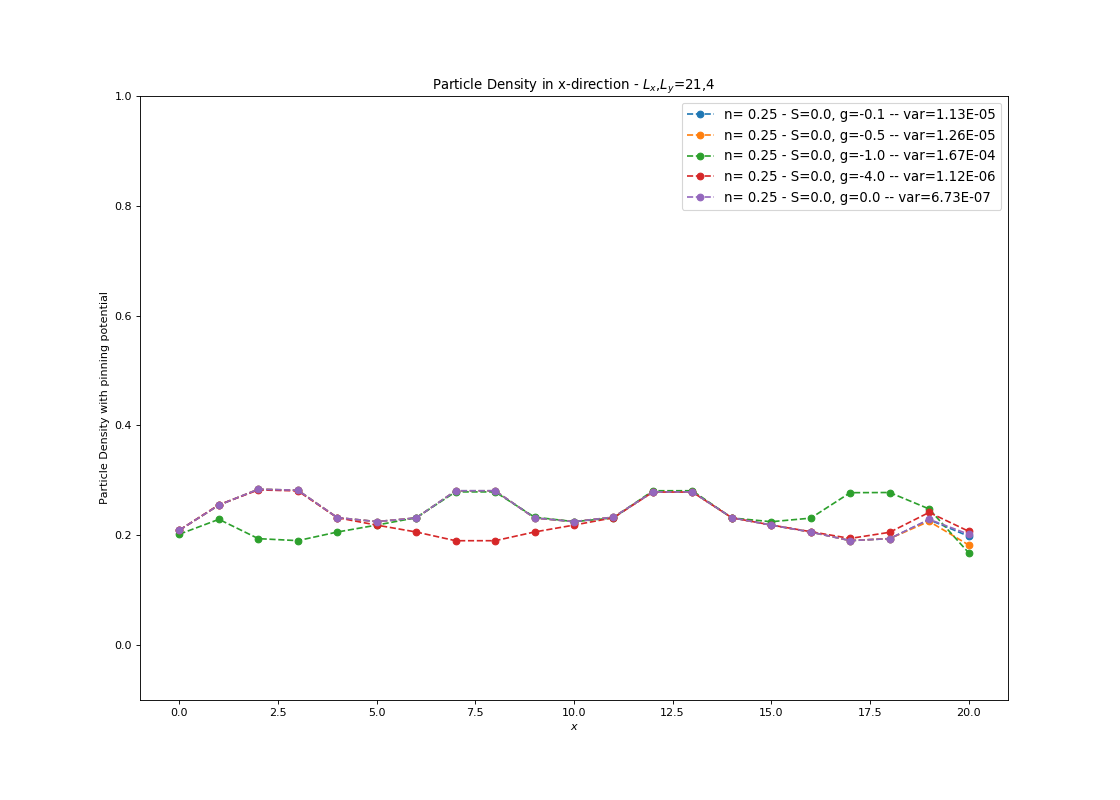 Particle Density in x-direction - Lx,Ly=21,4
n= 0.25 - S=0.0, g=-0.1 -- var=1.13E-05
n= 0.25 - S=0.0, g=-0.5 -- var=1.26E-05
n= 0.25 - S=0.0, g=-1.0 -- var=1.67E-04
n= 0.25 - S=0.0, g=-4.0 -- var=1.12E-06
n= 0.25 - S=0.0, g=0.0 -- var=6.73E-07
Particle Density with pinning potential
1.0
0.8
0.6
0.4
0.2
0.0
0.0 2.5 5.0 7.5 10.0 12.5 15.0 17.5 20.0
x